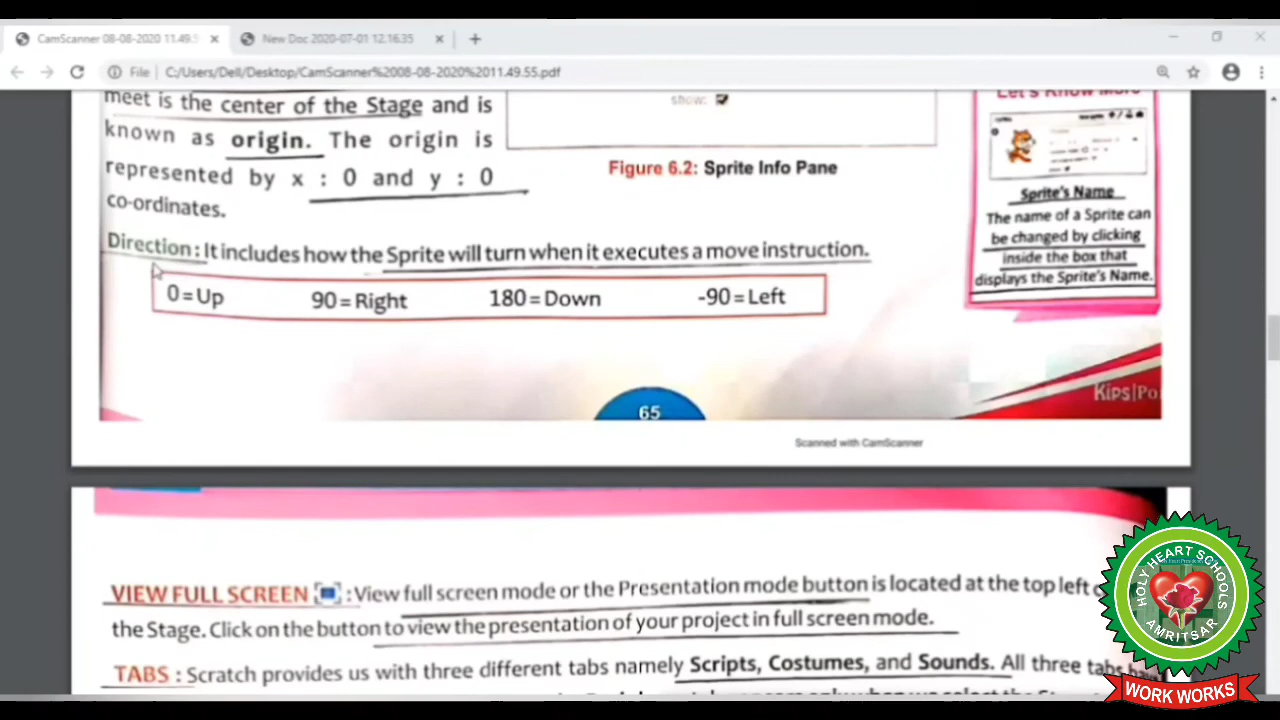 CamScanner 08-08-2020 11.49.5
New Doc 2020-07-01 12.16.35
File | C:/Users/Dell/Desktop/CamScanner%2008-08-2020%2011.49.55.pdf
meet is the center of the Stage and is
known as origin. The origin is
represented by x : 0 and y : 0
co-ordinates.
show:
Figure 6.2: Sprite Info Pane
Let's Know More
Sprite's Name
The name of a Sprite can
be changed by clicking
inside the box that
displays the Sprite's Name.
Direction : It includes how the Sprite will turn when it executes a move instruction.
0 = Up 90 = Right 180 = Down -90 = Left
65
Kips|Po
Scanned with CamScanner
VIEW FULL SCREEN : View full screen mode or the Presentation mode button is located at the top left
the Stage. Click on the button to view the presentation of your project in full screen mode.
TABS : Scratch provides us with three different tabs namely Scripts, Costumes, and Sounds. All three tabs
HOLY HEART SCHOOLS
AMRITSAR
WORK WORKS